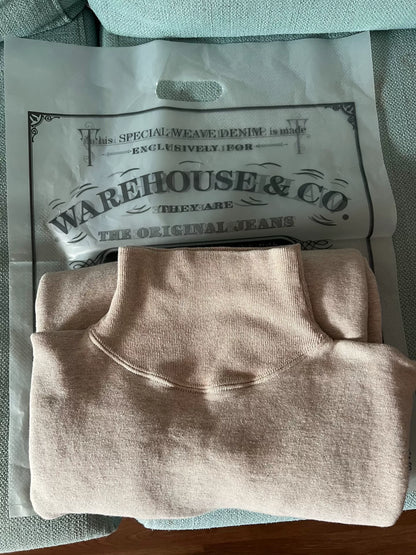 This SPECIAL WEAVE DENIM is made
EXCLUSIVELY FOR
WAREHOUSE & CO.
THEY ARE
THE ORIGINAL JEANS